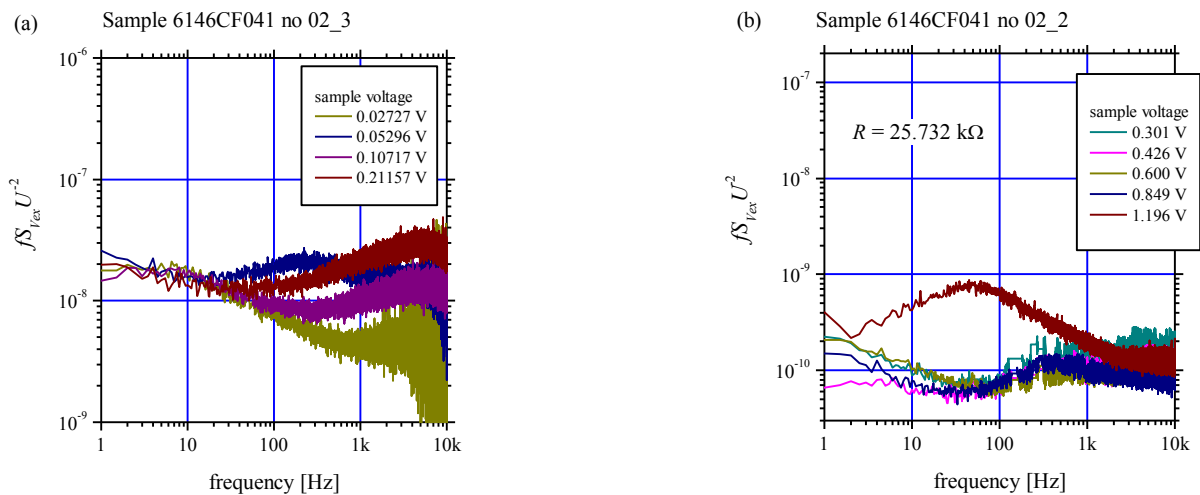 (a) Sample 6146CF041 no 02_3
10⁻⁶
10⁻⁷
10⁻⁸
10⁻⁹
fS_Vex U⁻²
sample voltage
0.02727 V
0.05296 V
0.10717 V
0.21157 V
1 10 100 1k 10k
frequency [Hz]
(b) Sample 6146CF041 no 02_2
10⁻⁷
10⁻⁸
10⁻⁹
10⁻¹⁰
fS_Vex U⁻²
R = 25.732 kΩ
sample voltage
0.301 V
0.426 V
0.600 V
0.849 V
1.196 V
1 10 100 1k 10k
frequency [Hz]